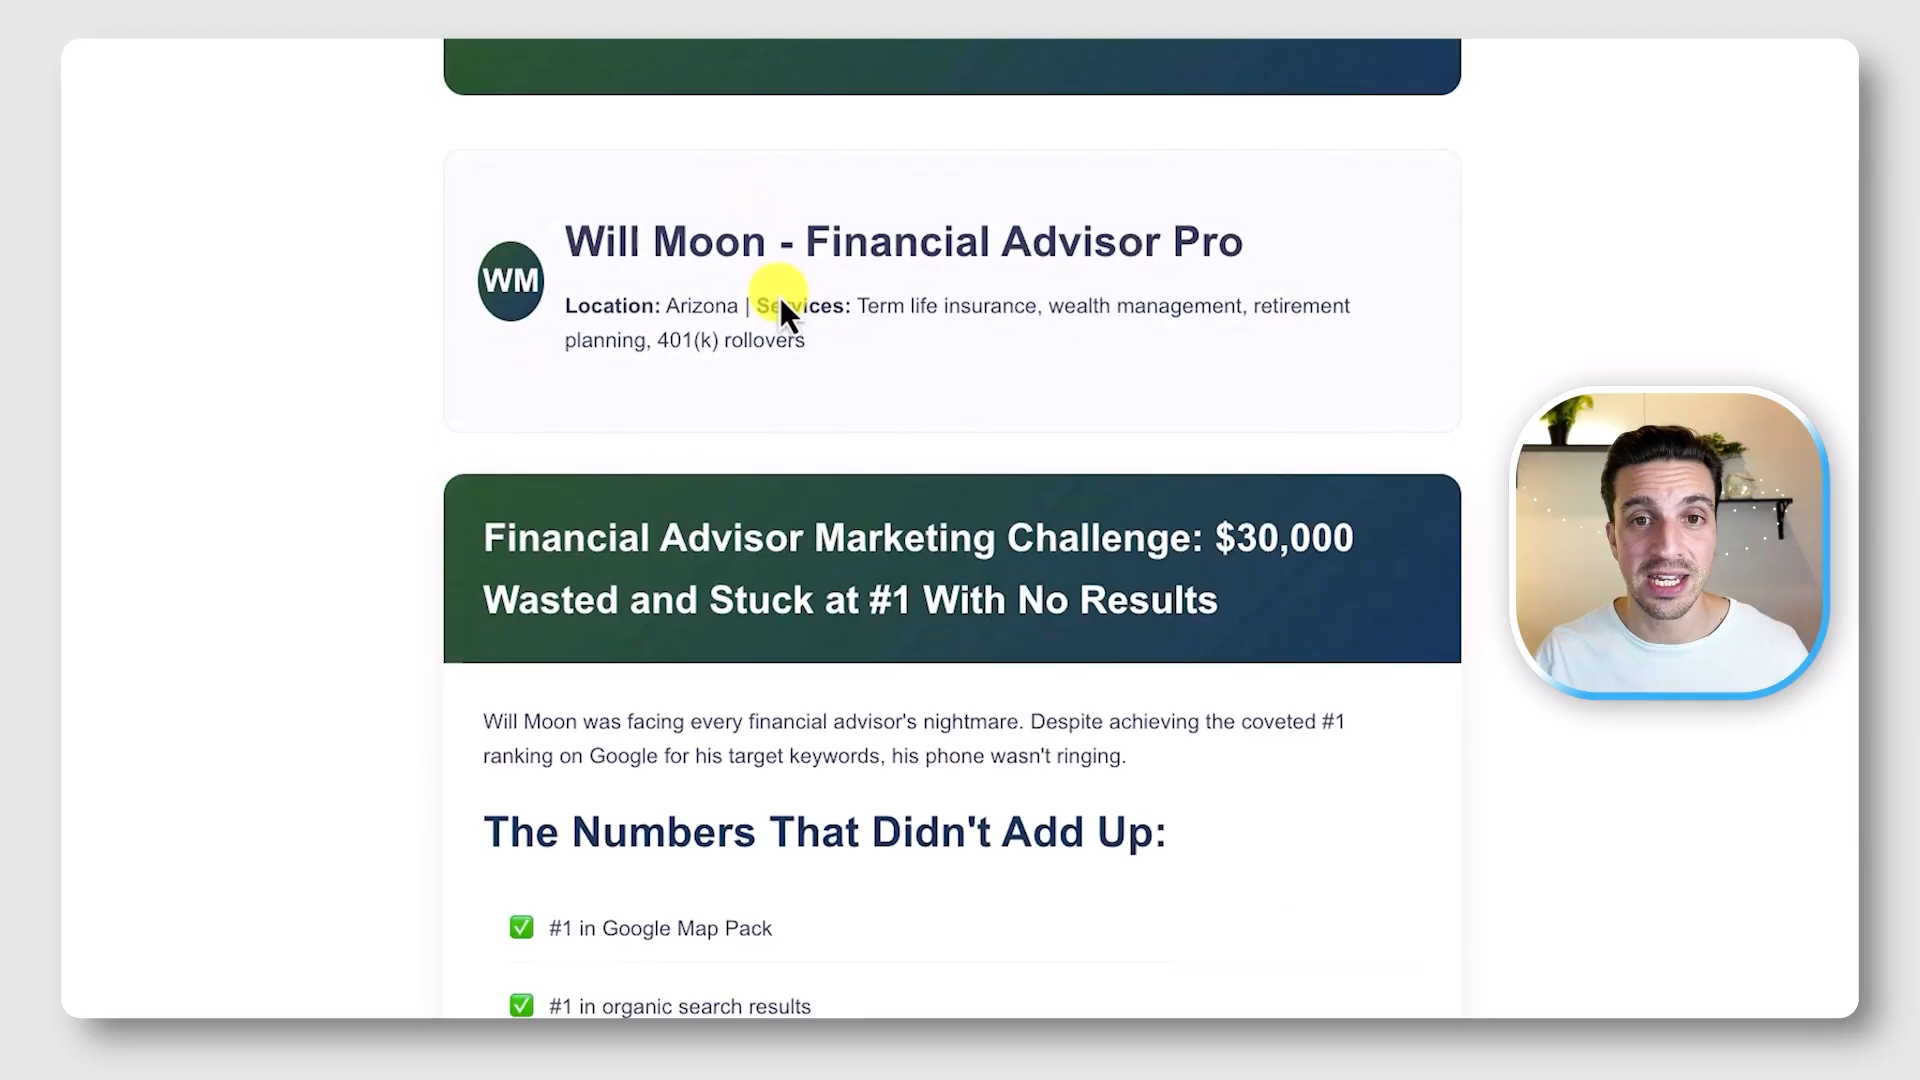 Will Moon - Financial Advisor Pro
WM
Location: Arizona | Services: Term life insurance, wealth management, retirement
planning, 401(k) rollovers
Financial Advisor Marketing Challenge: $30,000
Wasted and Stuck at #1 With No Results
Will Moon was facing every financial advisor's nightmare. Despite achieving the coveted #1
ranking on Google for his target keywords, his phone wasn't ringing.
The Numbers That Didn't Add Up:
✅ #1 in Google Map Pack
✅ #1 in organic search results